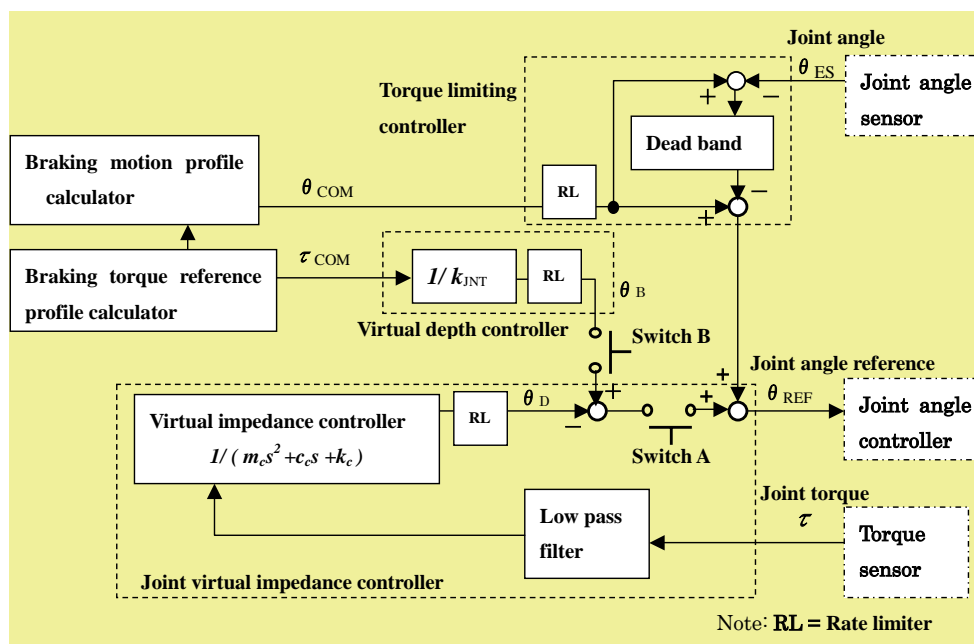 Joint angle
θ ES
Joint angle
sensor
Torque limiting
controller
+
−
Dead band
Braking motion profile
calculator
θ COM
RL
−
+
Braking torque reference
profile calculator
τ COM
1/ kJNT
RL
θ B
Virtual depth controller
Switch B
Joint angle reference
+
+
+
θ REF
Joint angle
controller
Virtual impedance controller
1/ ( mcs² +ccs +kc )
RL
θ D
−
Switch A
Joint torque
τ
Low pass
filter
Torque
sensor
Joint virtual impedance controller
Note: RL = Rate limiter